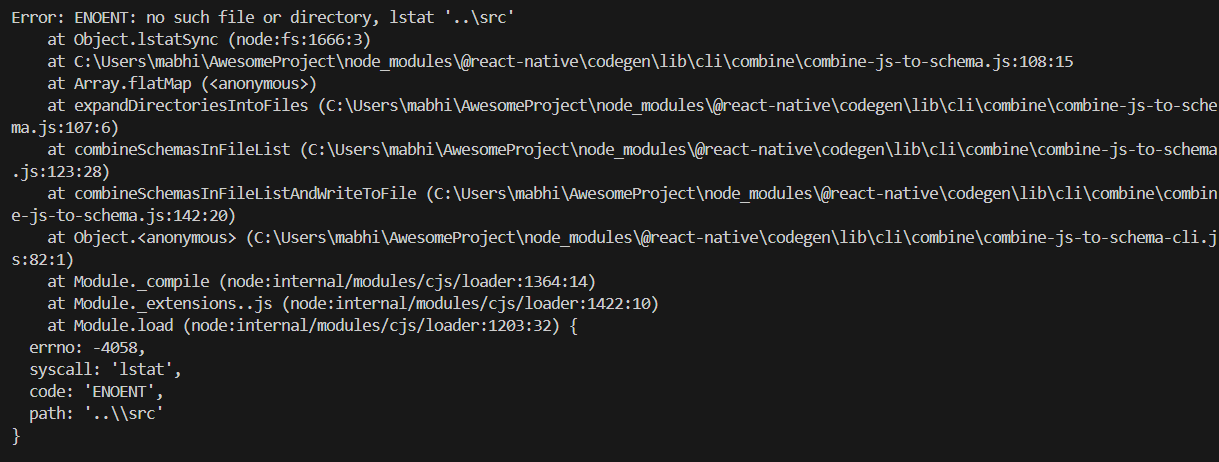 Error: ENOENT: no such file or directory, lstat '..\src'
    at Object.lstatSync (node:fs:1666:3)
    at C:\Users\mabhi\AwesomeProject\node_modules\@react-native\codegen\lib\cli\combine\combine-js-to-schema.js:108:15
    at Array.flatMap (<anonymous>)
    at expandDirectoriesIntoFiles (C:\Users\mabhi\AwesomeProject\node_modules\@react-native\codegen\lib\cli\combine\combine-js-to-sche
ma.js:107:6)
    at combineSchemasInFileList (C:\Users\mabhi\AwesomeProject\node_modules\@react-native\codegen\lib\cli\combine\combine-js-to-schema
.js:123:28)
    at combineSchemasInFileListAndWriteToFile (C:\Users\mabhi\AwesomeProject\node_modules\@react-native\codegen\lib\cli\combine\combin
e-js-to-schema.js:142:20)
    at Object.<anonymous> (C:\Users\mabhi\AwesomeProject\node_modules\@react-native\codegen\lib\cli\combine\combine-js-to-schema-cli.j
s:82:1)
    at Module._compile (node:internal/modules/cjs/loader:1364:14)
    at Module._extensions..js (node:internal/modules/cjs/loader:1422:10)
    at Module.load (node:internal/modules/cjs/loader:1203:32) {
  errno: -4058,
  syscall: 'lstat',
  code: 'ENOENT',
  path: '..\\src'
}